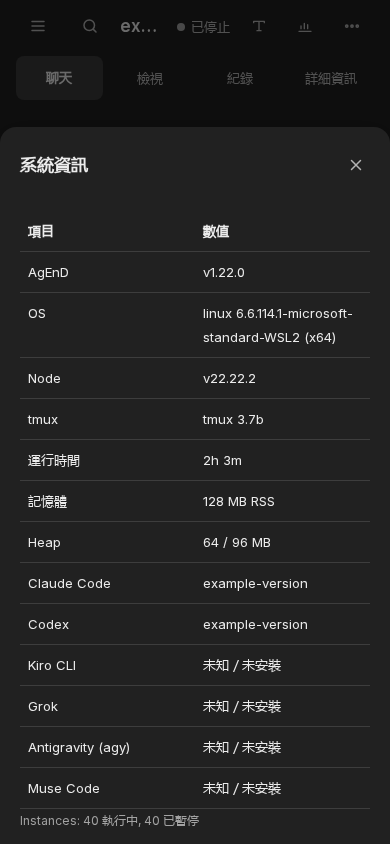 ex...
已停止
聊天
檢視
紀錄
詳細資訊
系統資訊
項目 數值
AgEnD v1.22.0
OS linux 6.6.114.1-microsoft-
standard-WSL2 (x64)
Node v22.22.2
tmux tmux 3.7b
運行時間 2h 3m
記憶體 128 MB RSS
Heap 64 / 96 MB
Claude Code example-version
Codex example-version
Kiro CLI 未知 / 未安裝
Grok 未知 / 未安裝
Antigravity (agy) 未知 / 未安裝
Muse Code 未知 / 未安裝
Instances: 40 執行中, 40 已暫停